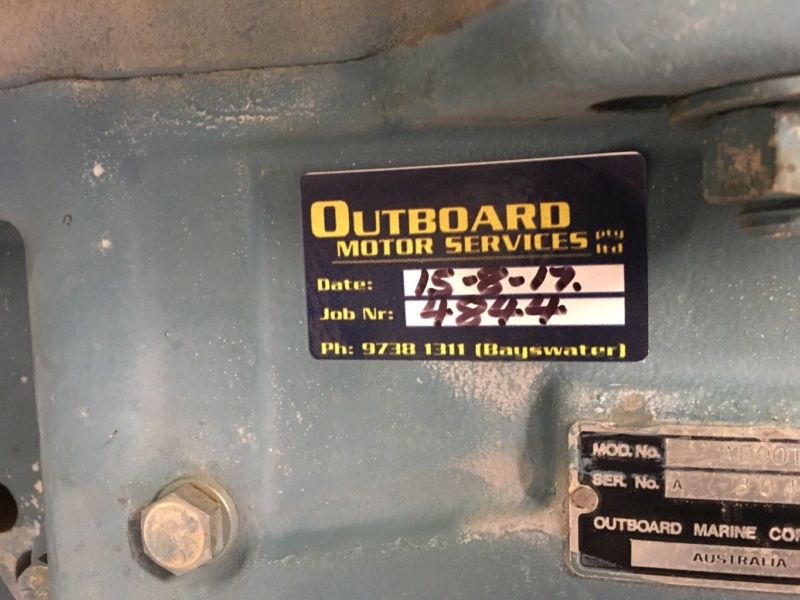 OUTBOARD
MOTOR SERVICES pty ltd
Date: 15-8-17.
Job Nr: 4844
Ph: 9738 1311 (Bayswater)
MOD. No.
SER. No. A
OUTBOARD MARINE
AUSTRALIA